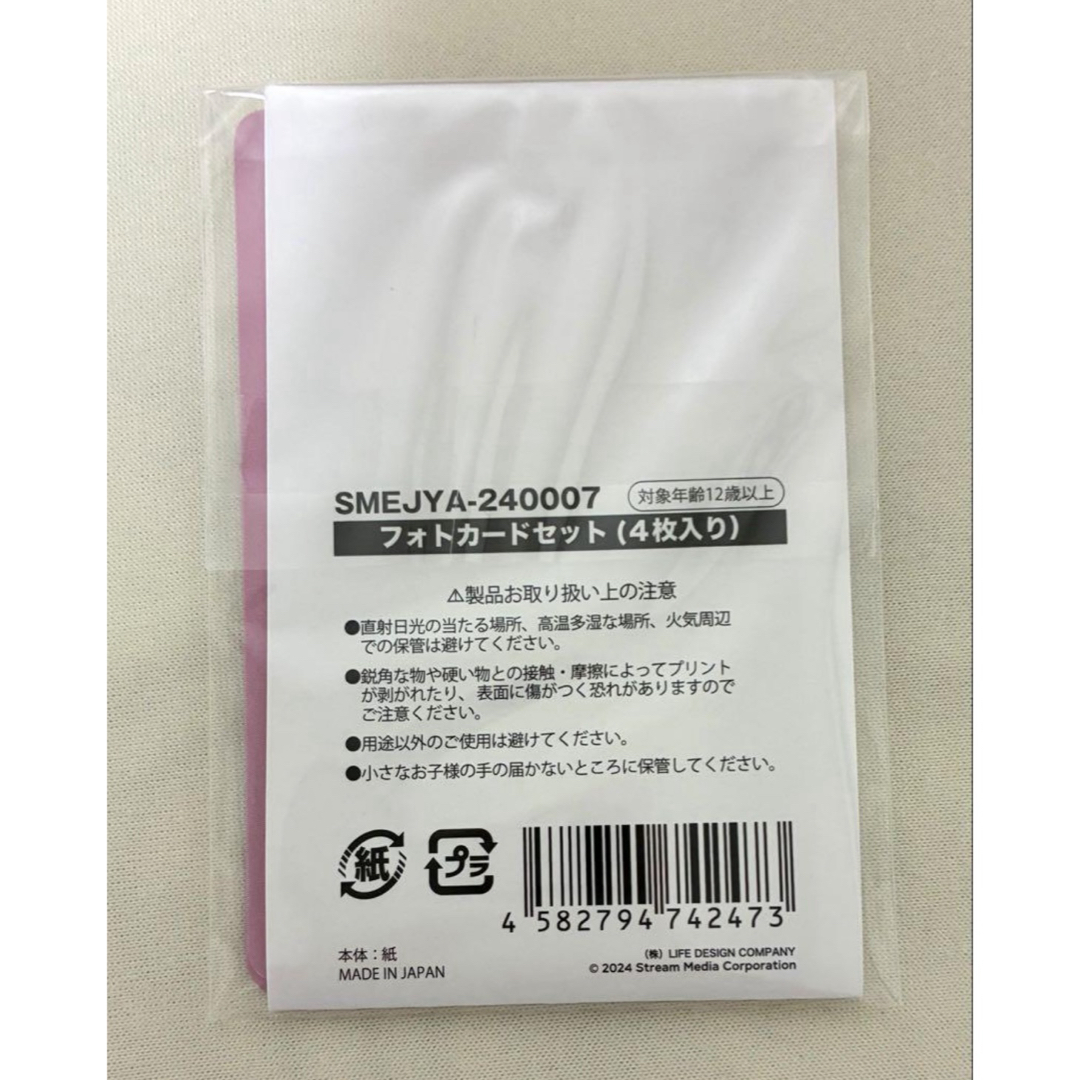 SMEJYA-240007 対象年齢12歳以上
フォトカードセット (4枚入り)
⚠製品お取り扱い上の注意
●直射日光の当たる場所、高温多湿な場所、火気周辺
での保管は避けてください。
●鋭角な物や硬い物との接触・摩擦によってプリント
が剥がれたり、表面に傷がつく恐れがありますので
ご注意ください。
●用途以外のご使用は避けてください。
●小さなお子様の手の届かないところに保管してください。
紙 プラ
4 582794 742473
本体：紙
MADE IN JAPAN
（株） LIFE DESIGN COMPANY
© 2024 Stream Media Corporation